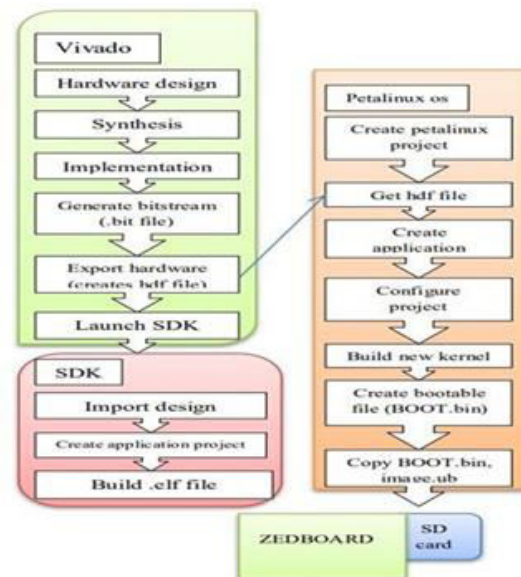 Vivado
Hardware design
Synthesis
Implementation
Generate bitstream
(.bit file)
Export hardware
(creates hdf file)
Launch SDK
SDK
Import design
Create application project
Build .elf file
Petalinux os
Create petalinux
project
Get hdf file
Create
application
Configure
project
Build new kernel
Create bootable
file (BOOT.bin)
Copy BOOT.bin,
image.ub
ZEDBOARD
SD
card